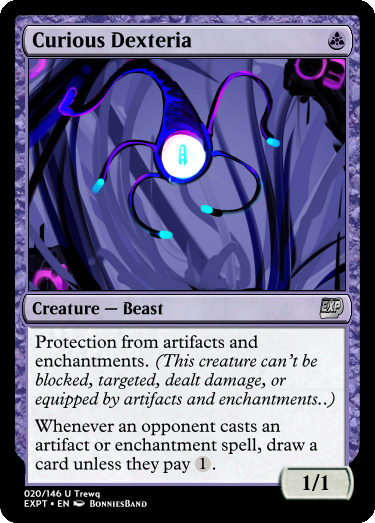 Curious Dexteria
Creature — Beast
EXP
Protection from artifacts and
enchantments. (This creature can't be
blocked, targeted, dealt damage, or
equipped by artifacts and enchantments..)
Whenever an opponent casts an
artifact or enchantment spell, draw a
card unless they pay 1.
1/1
020/146 U Trewq
EXPT • EN BonniesBand